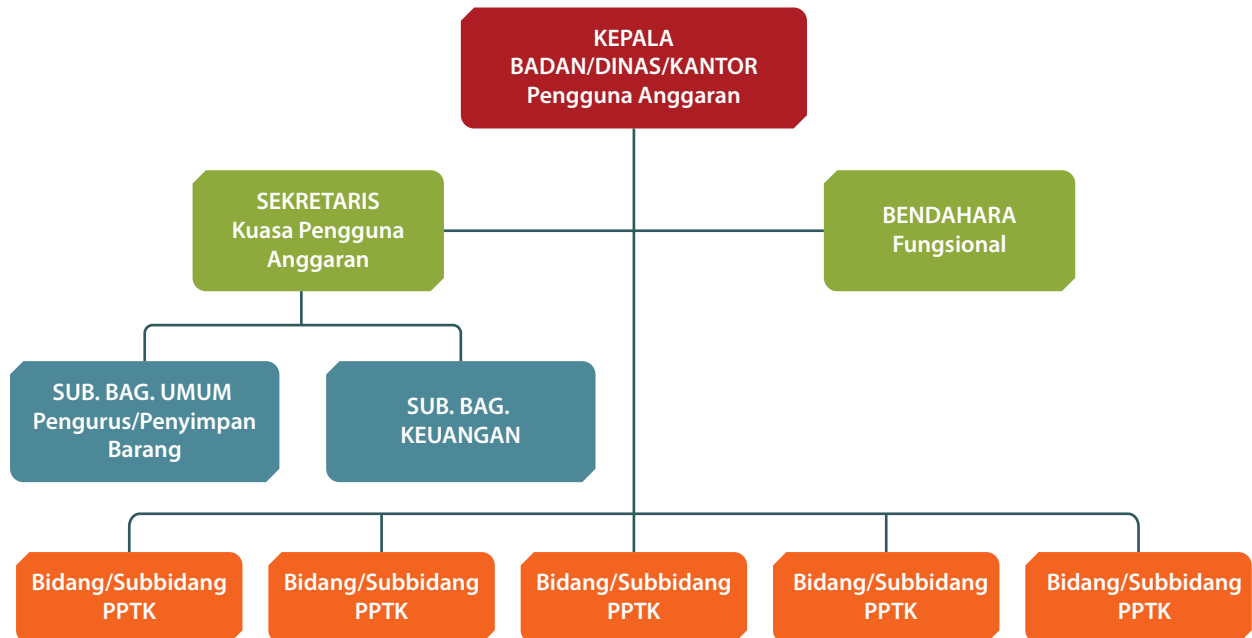 KEPALA
BADAN/DINAS/KANTOR
Pengguna Anggaran
SEKRETARIS
Kuasa Pengguna
Anggaran
BENDAHARA
Fungsional
SUB. BAG. UMUM
Pengurus/Penyimpan
Barang
SUB. BAG.
KEUANGAN
Bidang/Subbidang
PPTK
Bidang/Subbidang
PPTK
Bidang/Subbidang
PPTK
Bidang/Subbidang
PPTK
Bidang/Subbidang
PPTK